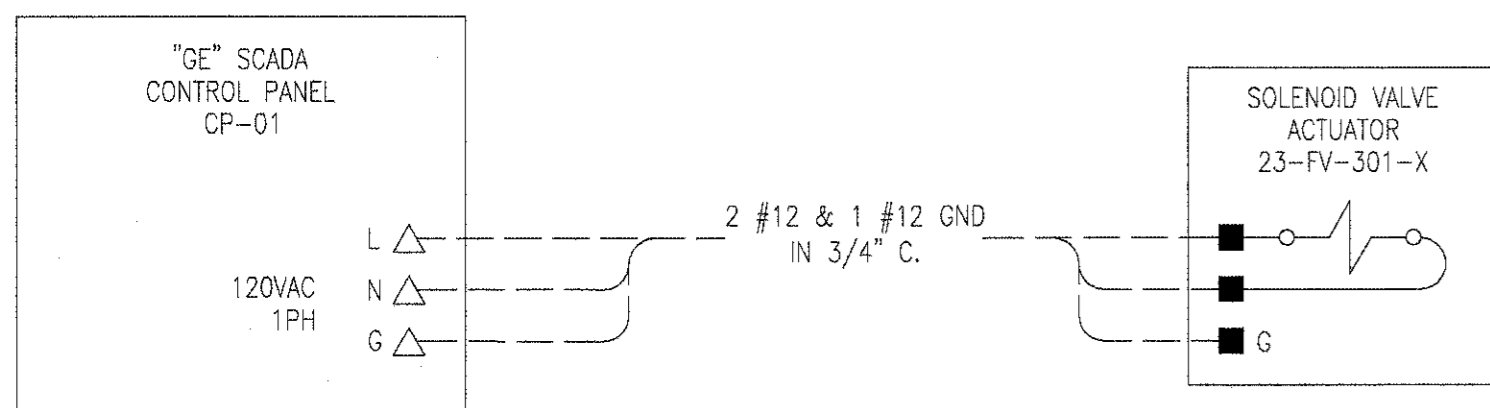 "GE" SCADA
CONTROL PANEL
CP-01
L
120VAC
N
1PH
G
2 #12 & 1 #12 GND
IN 3/4" C.
SOLENOID VALVE
ACTUATOR
23-FV-301-X
G